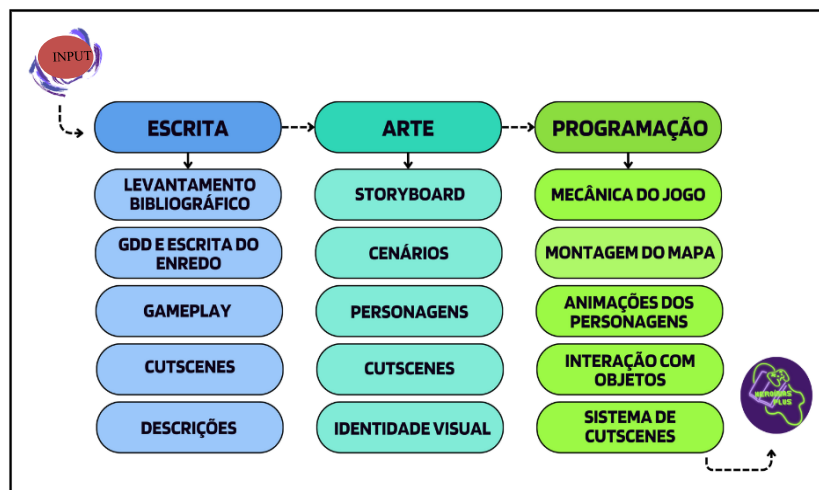 INPUT
ESCRITA
ARTE
PROGRAMAÇÃO
LEVANTAMENTO
BIBLIOGRÁFICO
STORYBOARD
MECÂNICA DO JOGO
GDD E ESCRITA DO
ENREDO
CENÁRIOS
MONTAGEM DO MAPA
GAMEPLAY
PERSONAGENS
ANIMAÇÕES DOS
PERSONAGENS
CUTSCENES
CUTSCENES
INTERAÇÃO COM
OBJETOS
DESCRIÇÕES
IDENTIDADE VISUAL
SISTEMA DE
CUTSCENES
PLUS